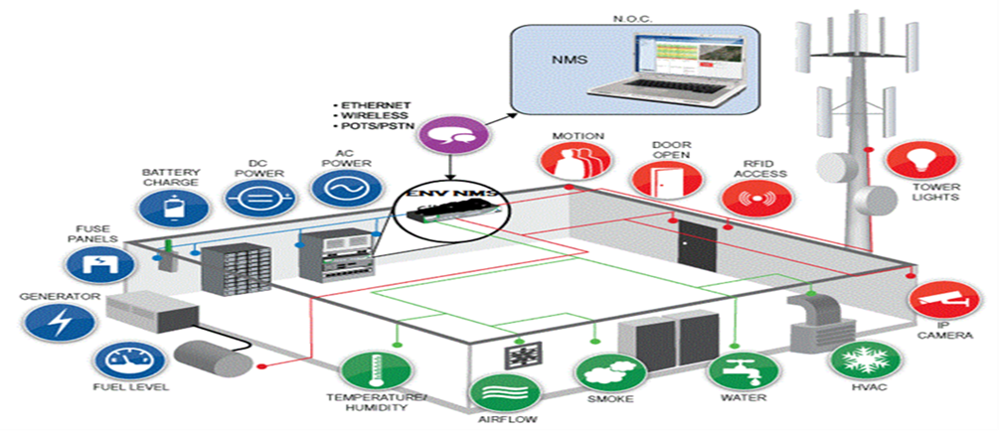 N.O.C.
NMS
• ETHERNET
• WIRELESS
• POTS/PSTN
MOTION
DOOR
OPEN
RFID
ACCESS
TOWER
LIGHTS
AC
POWER
DC
POWER
BATTERY
CHARGE
ENV NMS
FUSE
PANELS
GENERATOR
FUEL LEVEL
TEMPERATURE/
HUMIDITY
AIRFLOW
SMOKE
WATER
HVAC
IP
CAMERA